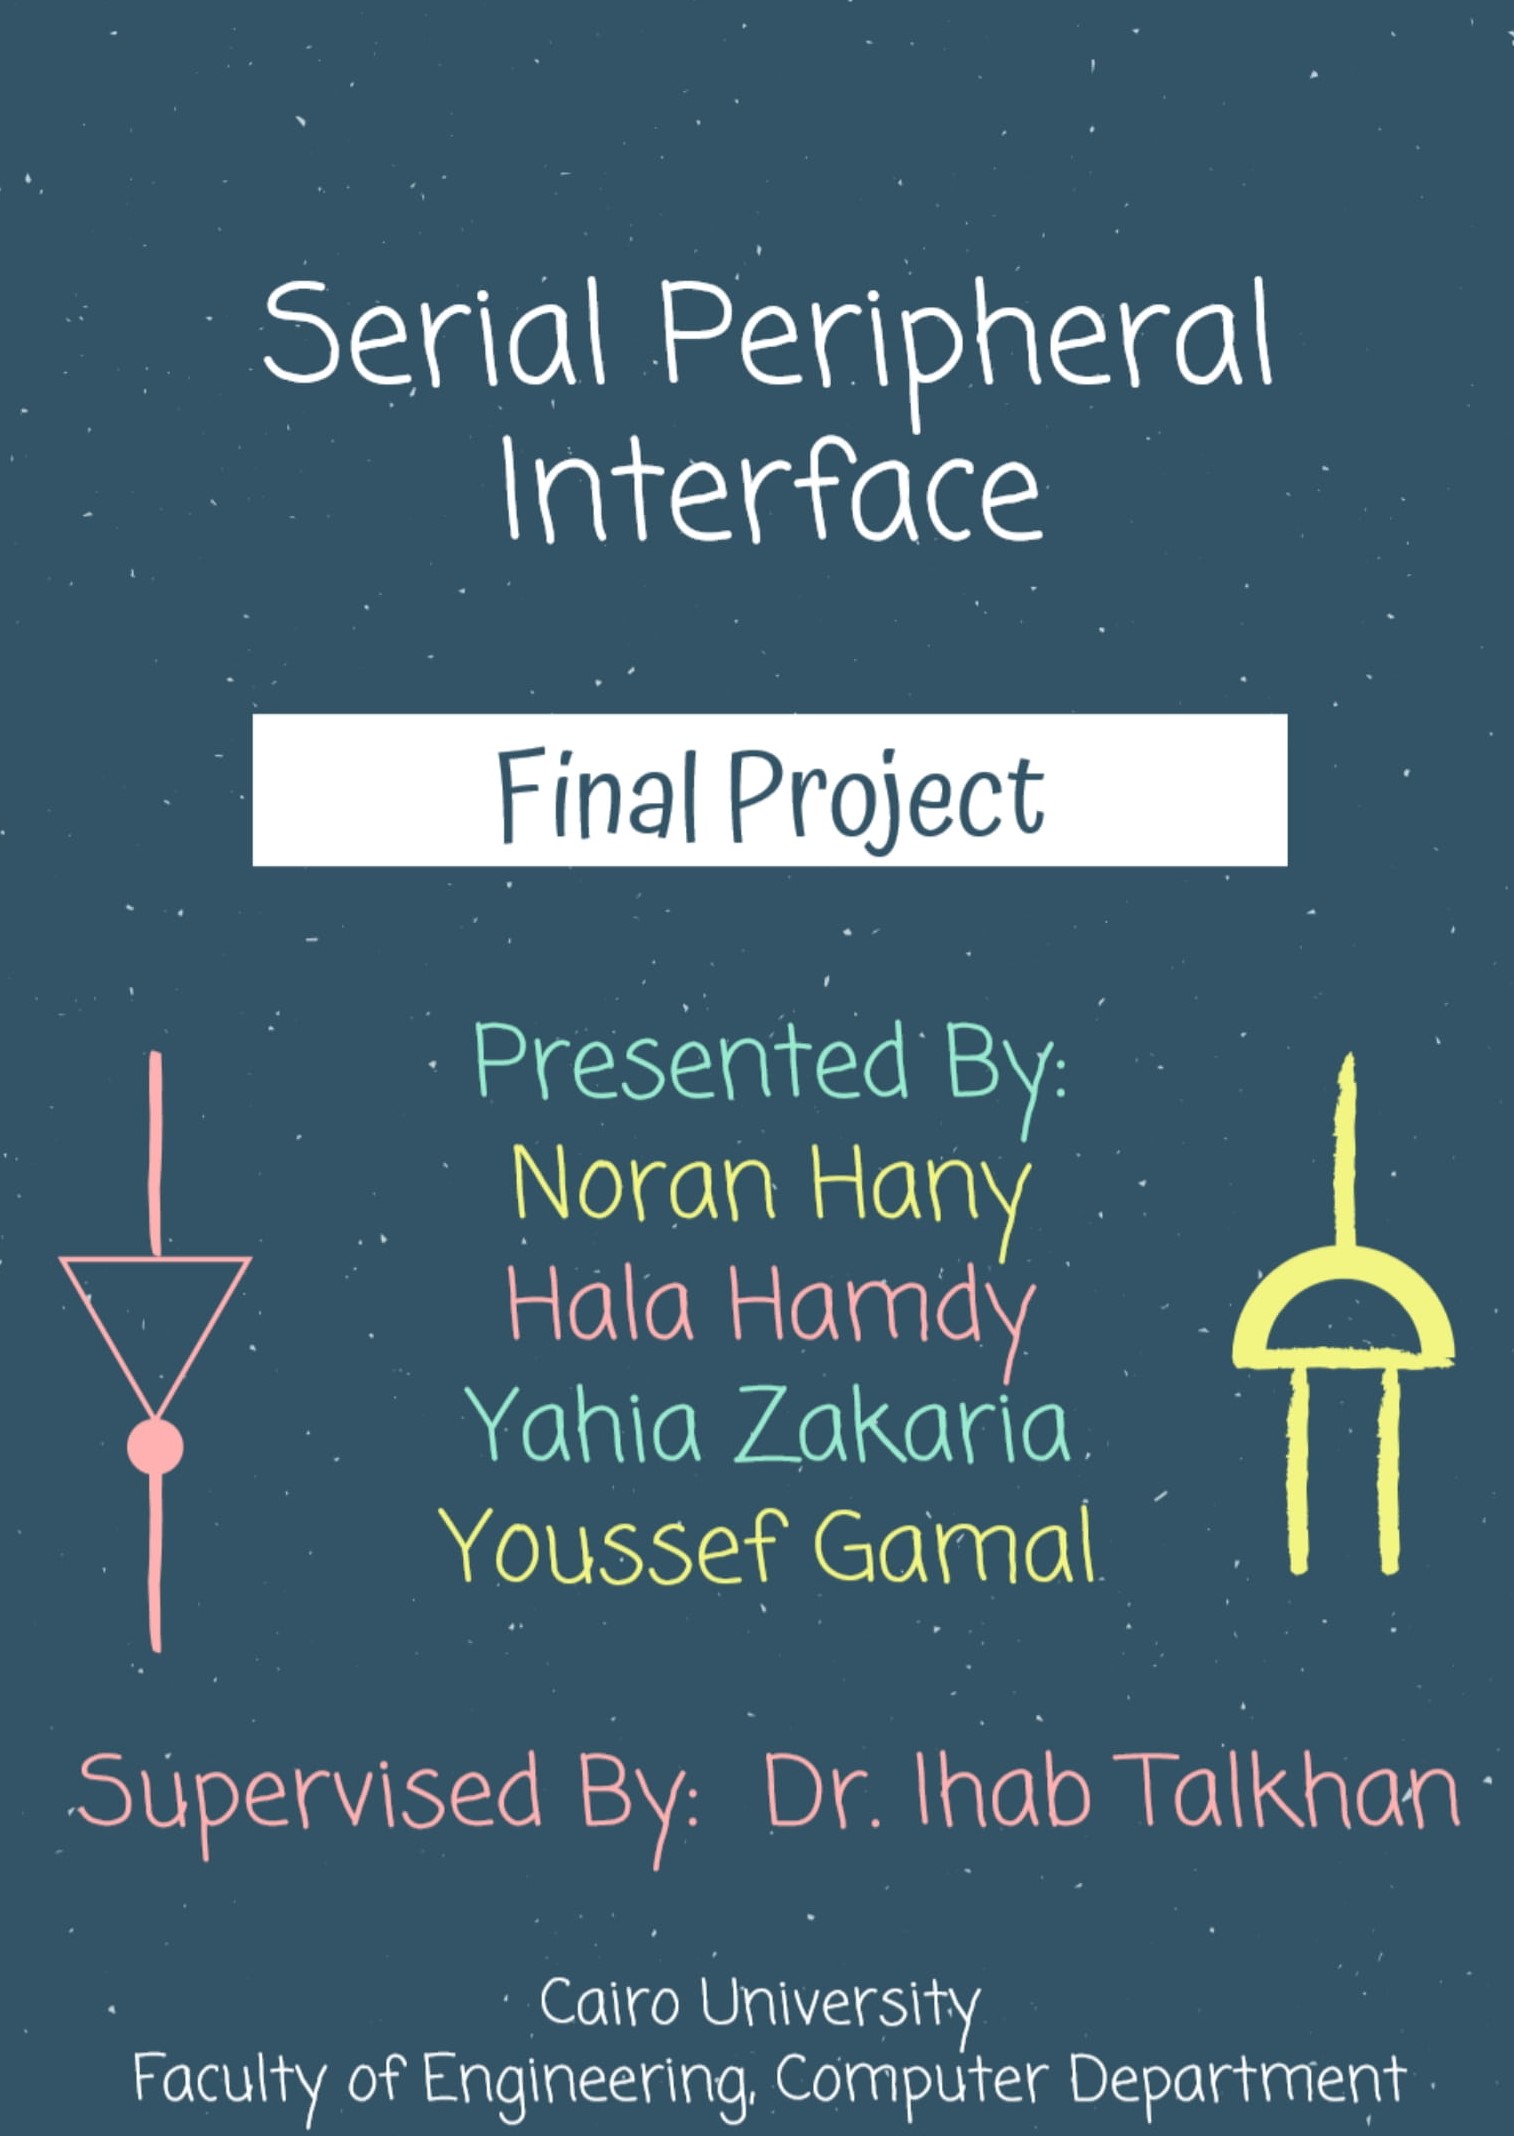 Serial Peripheral
Interface
Final Project
Presented By:
Noran Hany
Hala Hamdy
Yahia Zakaria
Youssef Gamal
Supervised By: Dr. Ihab Talkhan
Cairo University
Faculty of Engineering, Computer Department